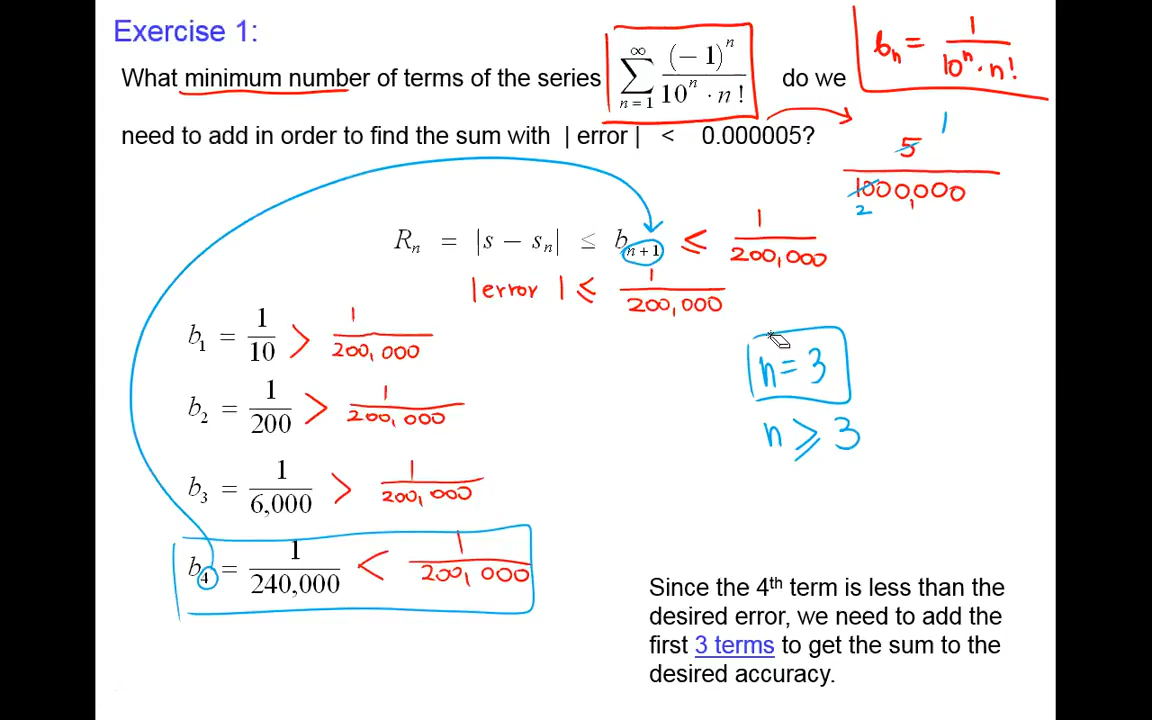 Exercise 1:
What minimum number of terms of the series ∑_{n=1}^{∞} (−1)^n / (10^n · n!) do we
need to add in order to find the sum with | error | < 0.000005?
b_n = 1 / (10^n · n!)
5 1
1000,000
2 1
R_n = |s − s_n| ≤ b_{n+1} ≤ 1/200,000
|error| ≤ 1/200,000
b_1 = 1/10 > 1/200,000
b_2 = 1/200 > 1/200,000
b_3 = 1/6,000 > 1/200,000
b_4 = 1/240,000 < 1/200,000
n = 3
n ≥ 3
Since the 4th term is less than the
desired error, we need to add the
first 3 terms to get the sum to the
desired accuracy.